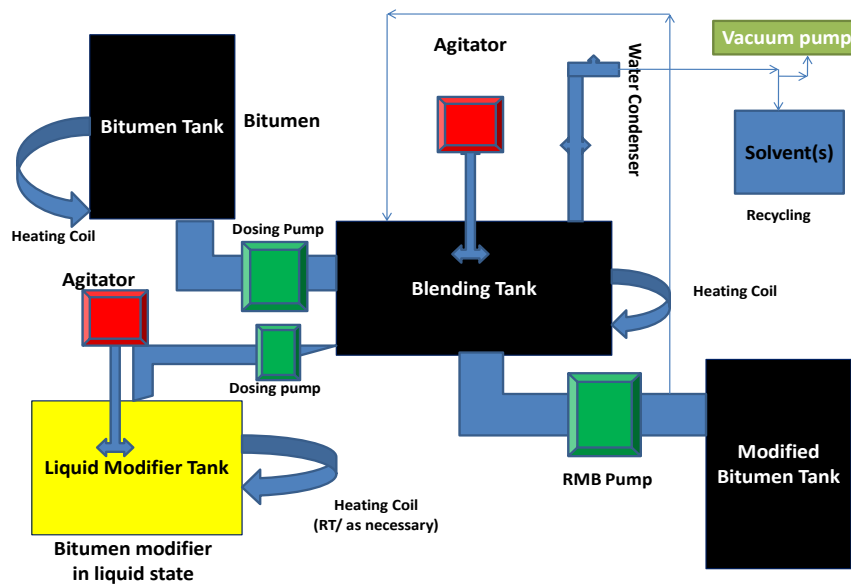 Vacuum pump
Agitator
Water Condenser
Bitumen Tank
Bitumen
Solvent(s)
Recycling
Heating Coil
Dosing Pump
Agitator
Blending Tank
Heating Coil
Dosing pump
Liquid Modifier Tank
RMB Pump
Modified
Bitumen Tank
Heating Coil
(RT/ as necessary)
Bitumen modifier
in liquid state